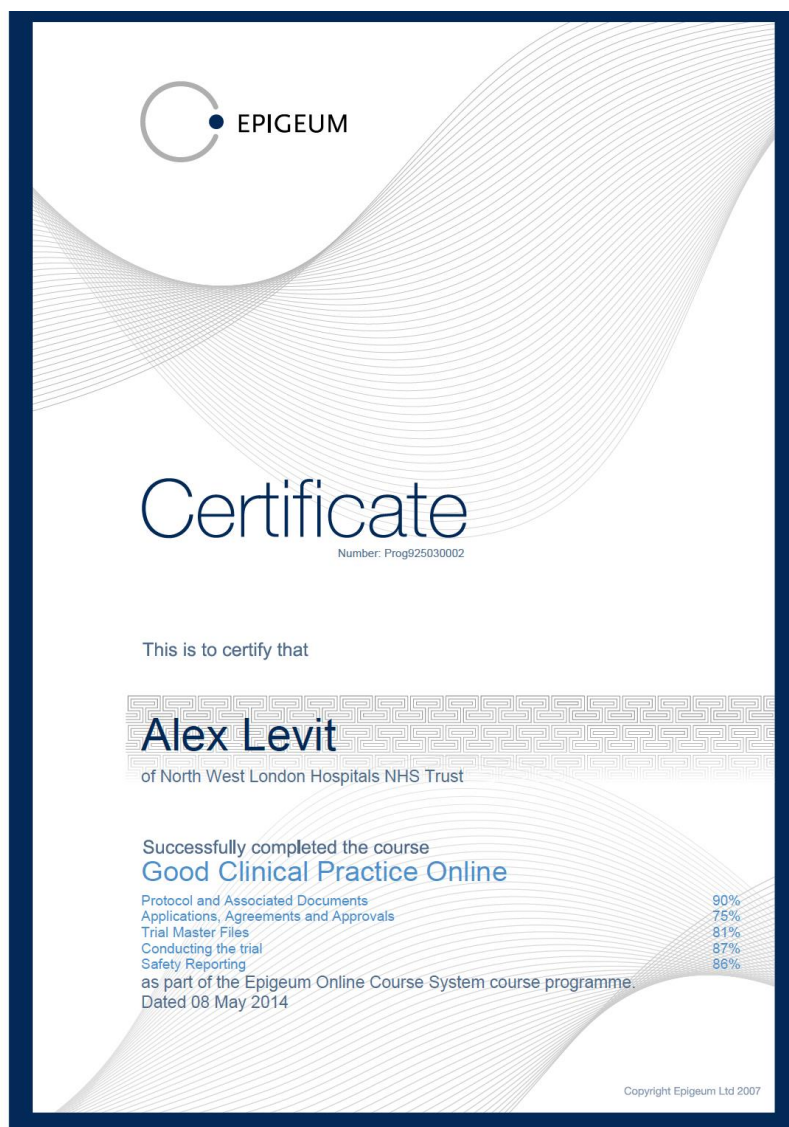 EPIGEUM
Certificate
Number: Prog925030002
This is to certify that
Alex Levit
of North West London Hospitals NHS Trust
Successfully completed the course
Good Clinical Practice Online
Protocol and Associated Documents 90%
Applications, Agreements and Approvals 75%
Trial Master Files 81%
Conducting the trial 87%
Safety Reporting 86%
as part of the Epigeum Online Course System course programme.
Dated 08 May 2014
Copyright Epigeum Ltd 2007